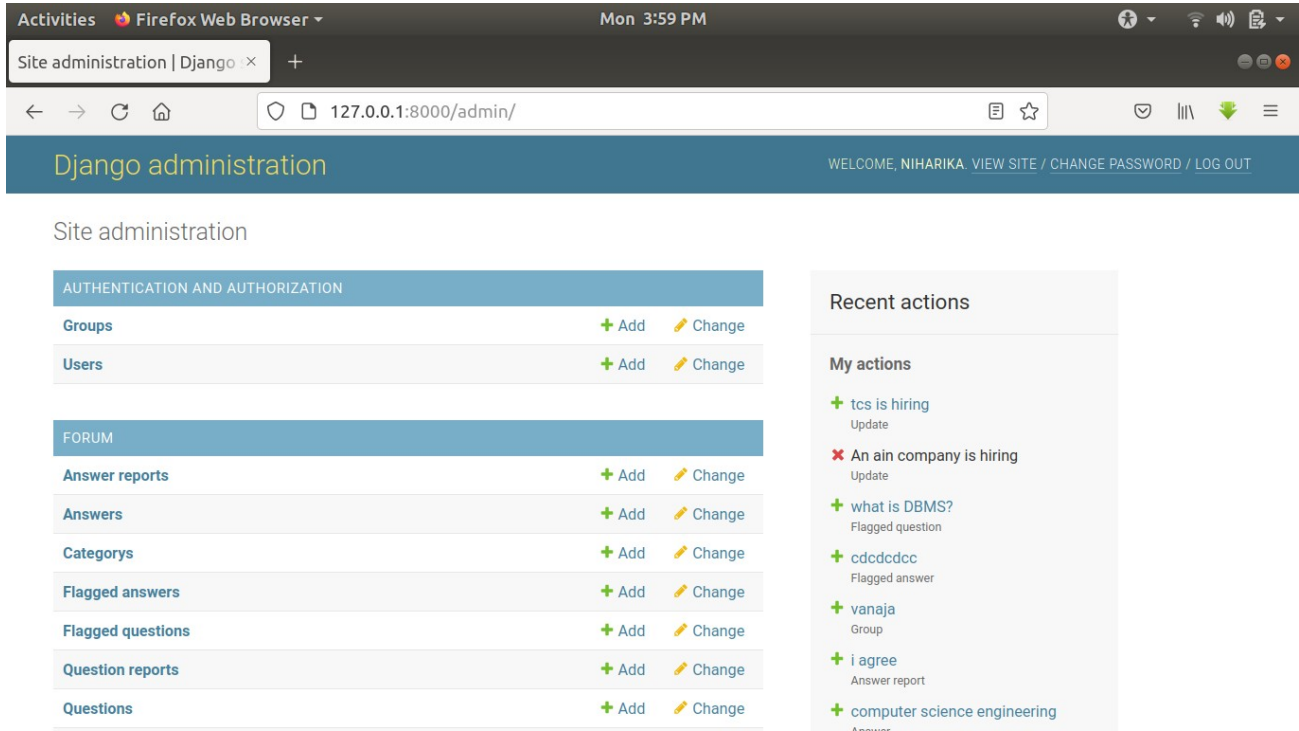 Activities Firefox Web Browser Mon 3:59 PM
Site administration | Django
127.0.0.1:8000/admin/
Django administration
WELCOME, NIHARIKA. VIEW SITE / CHANGE PASSWORD / LOG OUT
Site administration
AUTHENTICATION AND AUTHORIZATION
Groups Add Change
Users Add Change
FORUM
Answer reports Add Change
Answers Add Change
Categorys Add Change
Flagged answers Add Change
Flagged questions Add Change
Question reports Add Change
Questions Add Change
Recent actions
My actions
tcs is hiring
Update
An ain company is hiring
Update
what is DBMS?
Flagged question
cdcdcdcc
Flagged answer
vanaja
Group
i agree
Answer report
computer science engineering
Answer